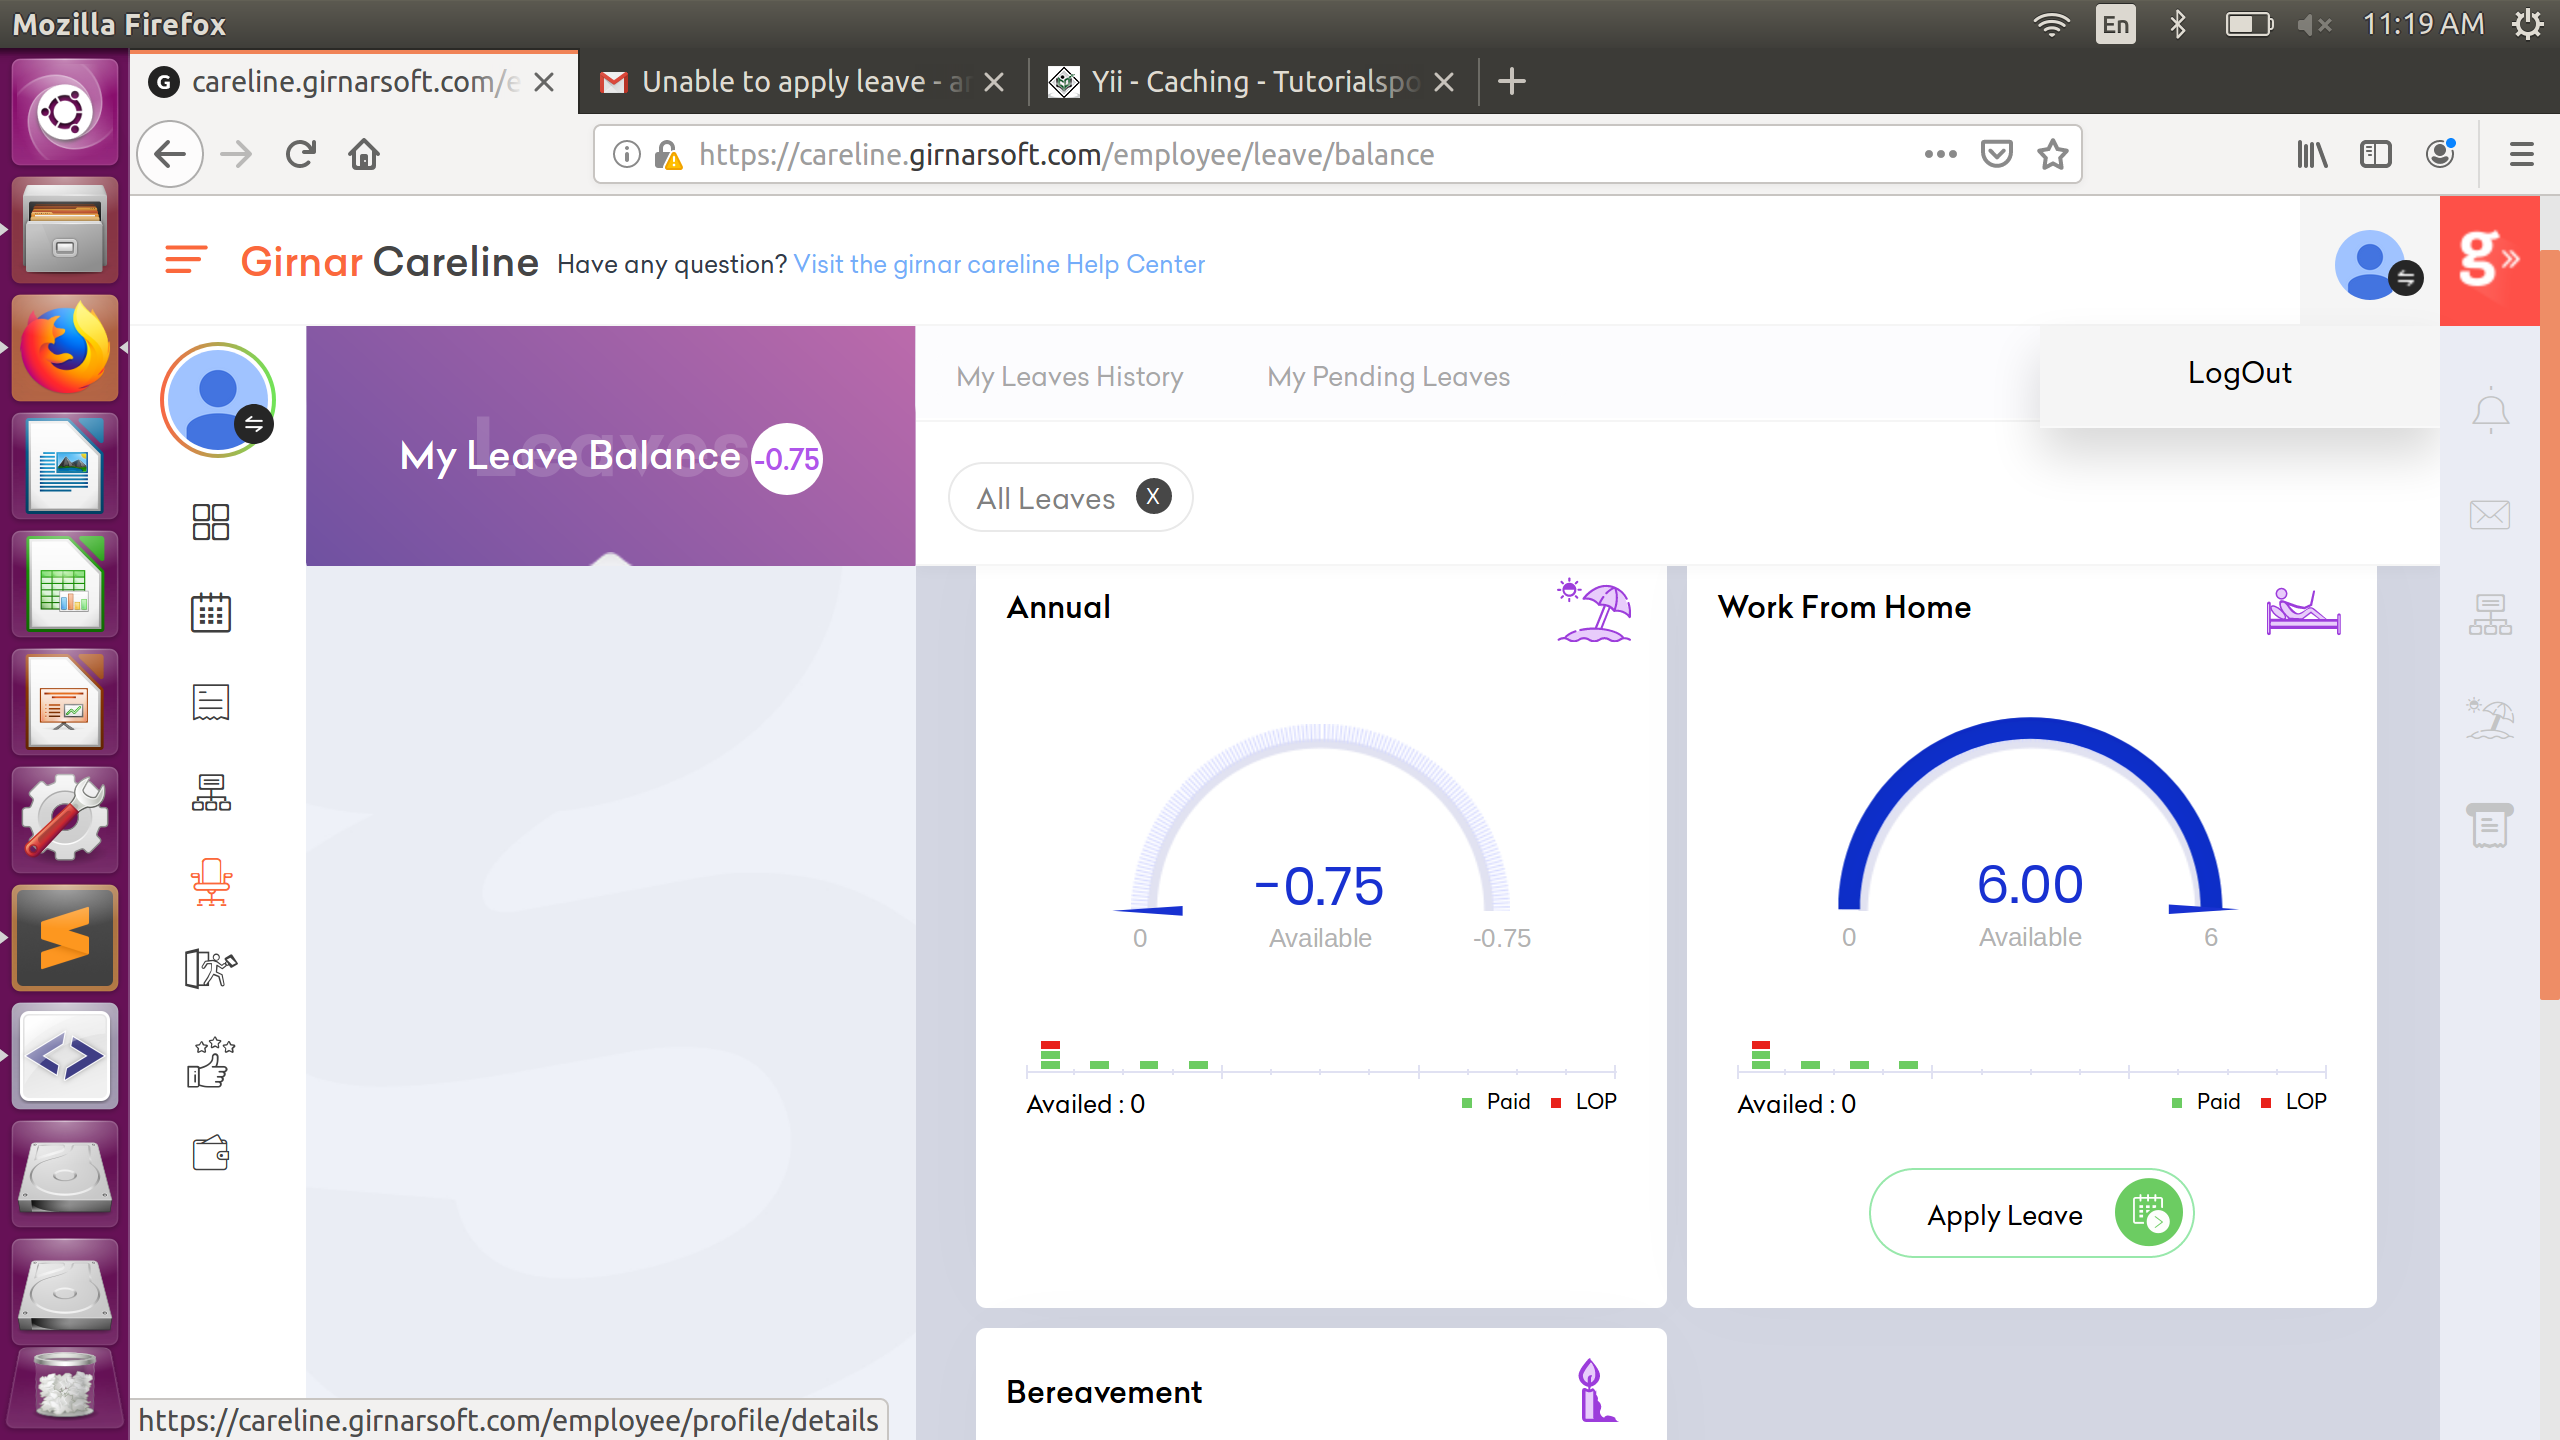 Mozilla Firefox
En
11:19 AM
G careline.girnarsoft.com/e
Unable to apply leave - ar
Yii - Caching - Tutorialspo
https://careline.girnarsoft.com/employee/leave/balance
Girnar Careline
Have any question? Visit the girnar careline Help Center
g
LogOut
My Leaves History
My Pending Leaves
Leaves
My Leave Balance -0.75
All Leaves X
Annual
-0.75
0
Available
-0.75
Availed : 0
Paid
LOP
Work From Home
6.00
0
Available
6
Availed : 0
Paid
LOP
Apply Leave
Bereavement
https://careline.girnarsoft.com/employee/profile/details